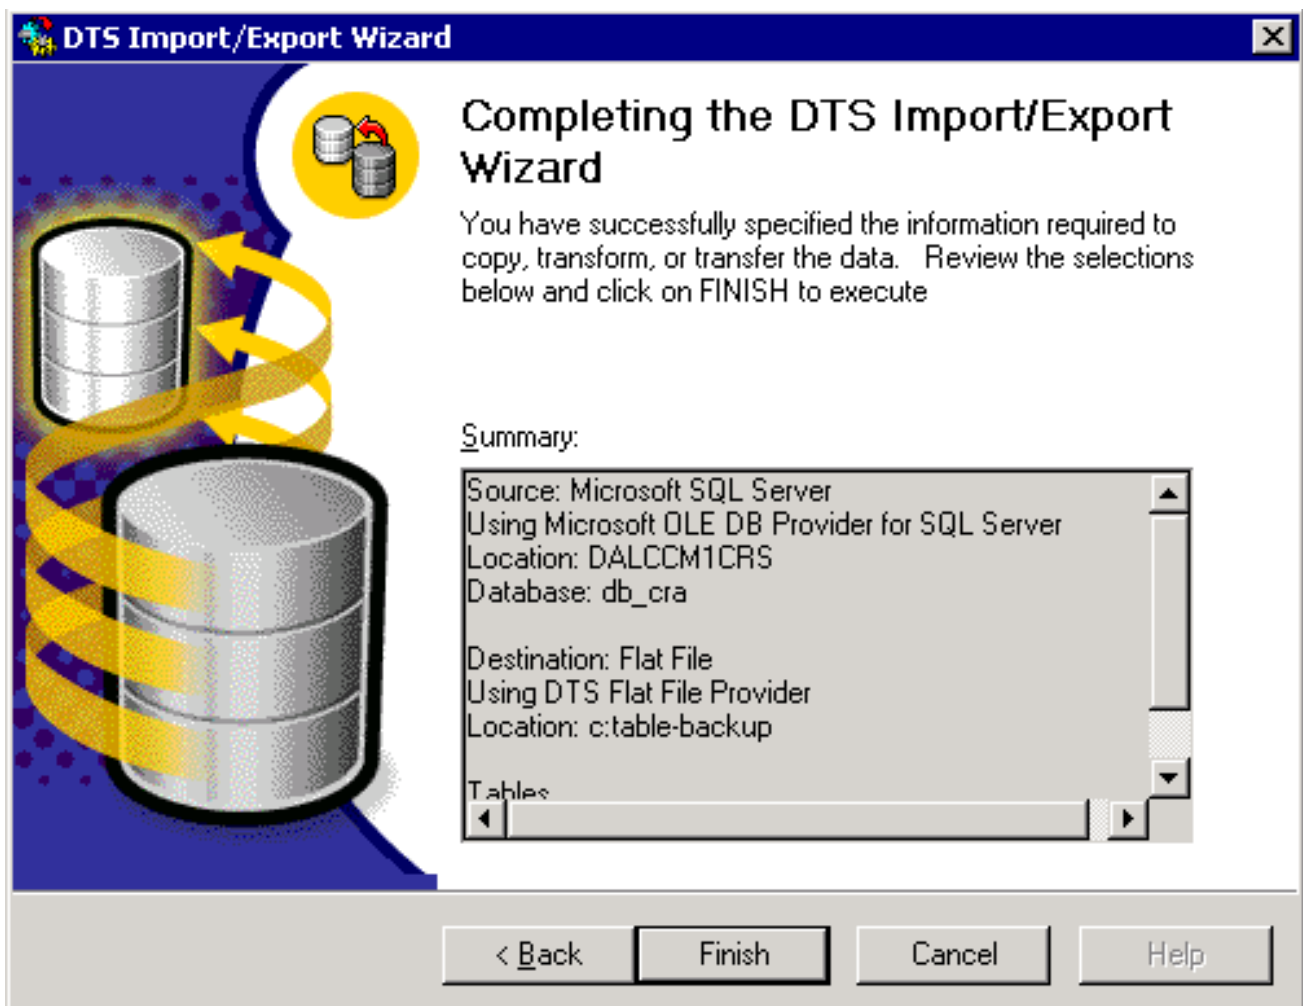 DTS Import/Export Wizard
Completing the DTS Import/Export
Wizard
You have successfully specified the information required to
copy, transform, or transfer the data. Review the selections
below and click on FINISH to execute
Summary:
Source: Microsoft SQL Server
Using Microsoft OLE DB Provider for SQL Server
Location: DALCCM1CRS
Database: db_cra
Destination: Flat File
Using DTS Flat File Provider
Location: c:table-backup
Tables
< Back
Finish
Cancel
Help